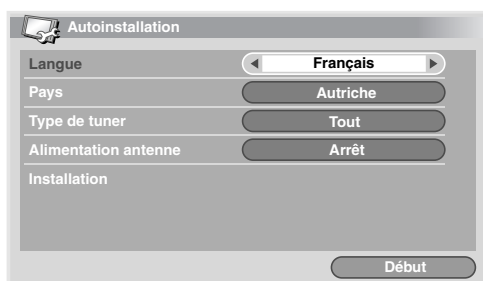 Autoinstallation
Langue Français
Pays Autriche
Type de tuner Tout
Alimentation antenne Arrêt
Installation
Début